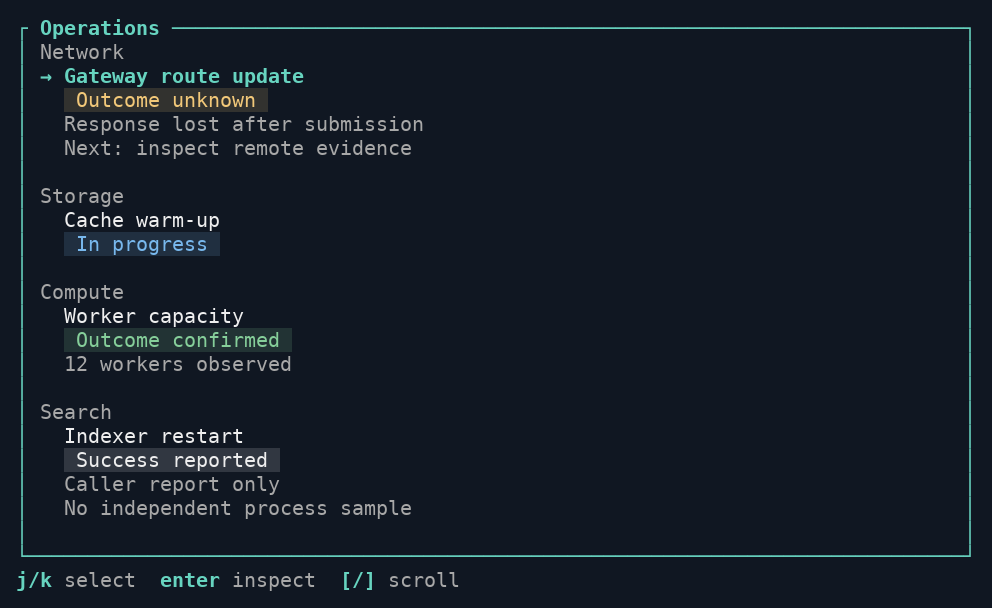 Operations
Network
→ Gateway route update
Outcome unknown
Response lost after submission
Next: inspect remote evidence
Storage
Cache warm-up
In progress
Compute
Worker capacity
Outcome confirmed
12 workers observed
Search
Indexer restart
Success reported
Caller report only
No independent process sample
j/k select  enter inspect  [/] scroll